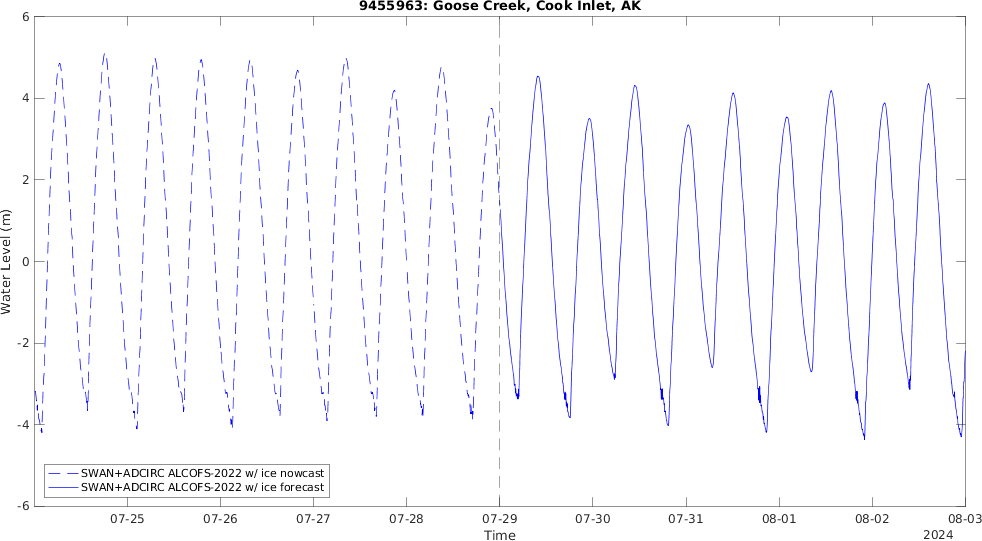 9455963: Goose Creek, Cook Inlet, AK
Water Level (m)
6
4
2
0
-2
-4
-6
SWAN+ADCIRC ALCOFS-2022 w/ ice nowcast
SWAN+ADCIRC ALCOFS-2022 w/ ice forecast
07-25 07-26 07-27 07-28 07-29 07-30 07-31 08-01 08-02 08-03
Time
2024